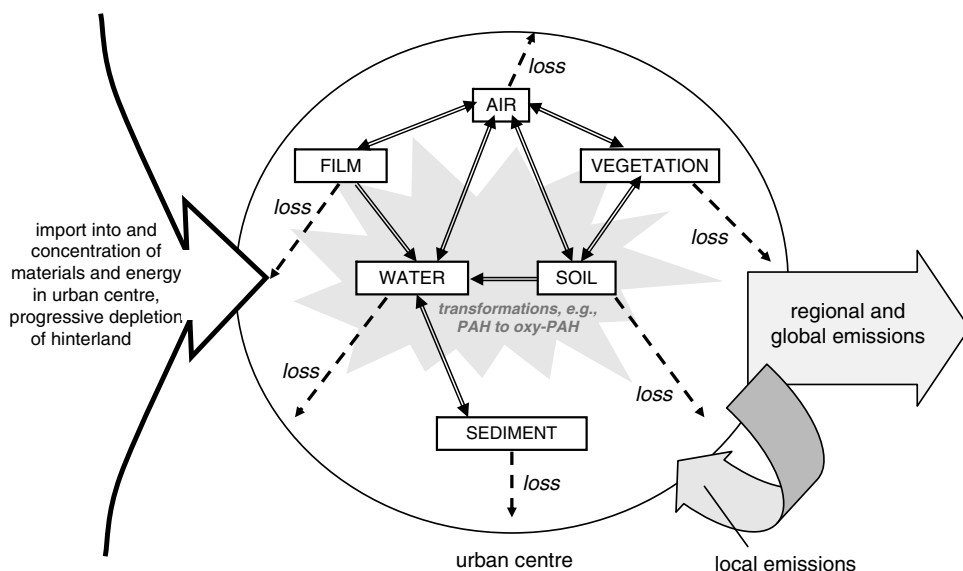 loss
AIR
FILM
VEGETATION
loss
loss
import into and
concentration of
materials and energy
in urban centre,
progressive depletion
of hinterland
WATER
SOIL
transformations, e.g.,
PAH to oxy-PAH
regional and
global emissions
loss
loss
SEDIMENT
loss
urban centre
local emissions